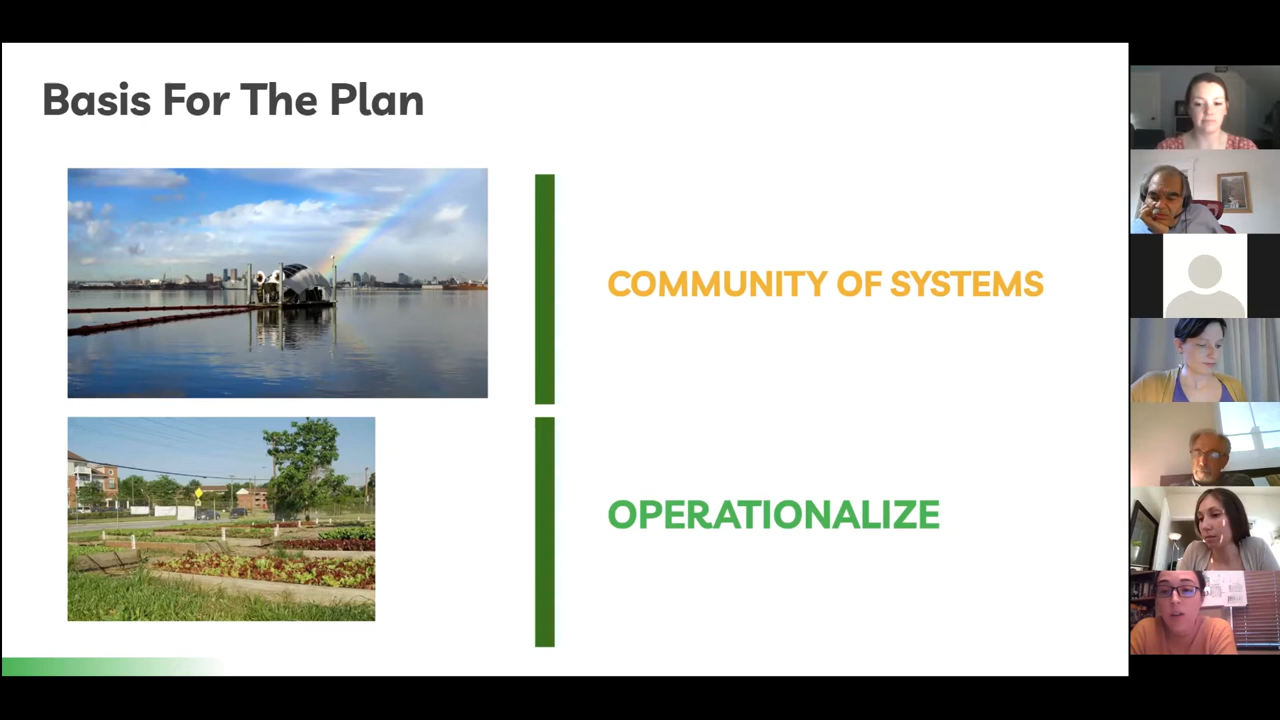 Basis For The Plan
COMMUNITY OF SYSTEMS
OPERATIONALIZE